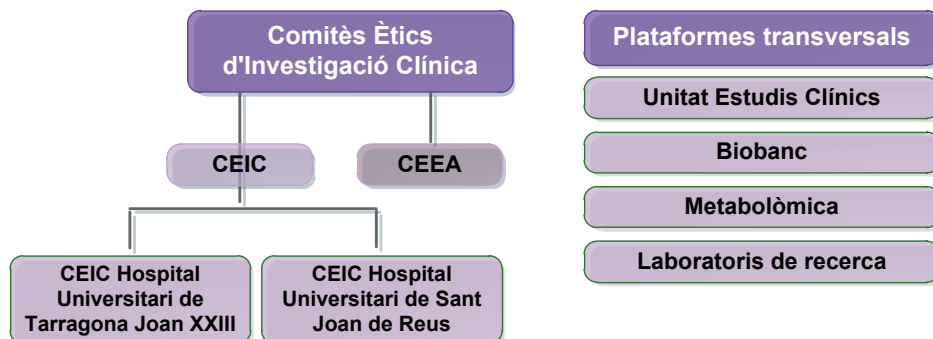 Comitès Ètics
d'Investigació Clínica
CEIC
CEEA
CEIC Hospital
Universitari de
Tarragona Joan XXIII
CEIC Hospital
Universitari de Sant
Joan de Reus
Plataformes transversals
Unitat Estudis Clínics
Biobanc
Metabolòmica
Laboratoris de recerca